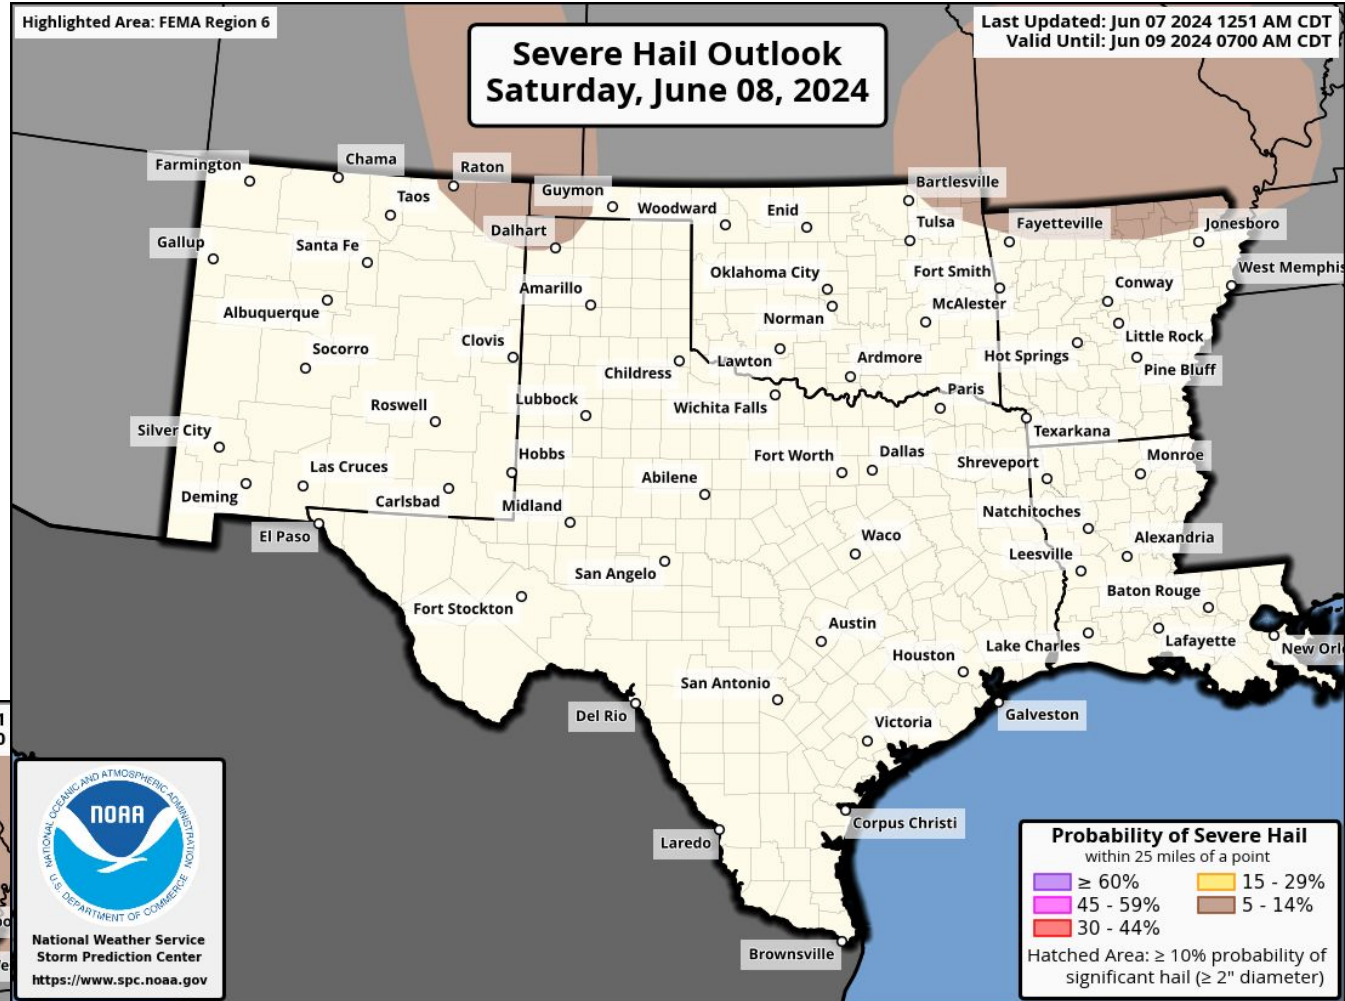 Highlighted Area: FEMA Region 6
Last Updated: Jun 07 2024 1251 AM CDT
Valid Until: Jun 09 2024 0700 AM CDT
Severe Hail Outlook
Saturday, June 08, 2024
Farmington
Chama
Raton
Taos
Guymon
Woodward
Enid
Bartlesville
Gallup
Santa Fe
Dalhart
Tulsa
Fayetteville
Jonesboro
Amarillo
Oklahoma City
Fort Smith
West Memphis
Albuquerque
Norman
McAlester
Conway
Socorro
Clovis
Childress
Lawton
Ardmore
Hot Springs
Little Rock
Pine Bluff
Roswell
Lubbock
Wichita Falls
Paris
Silver City
Texarkana
Las Cruces
Hobbs
Abilene
Fort Worth
Dallas
Shreveport
Monroe
Deming
Carlsbad
Midland
Natchitoches
El Paso
Waco
Alexandria
San Angelo
Leesville
Fort Stockton
Baton Rouge
Austin
Lake Charles
Lafayette
New Orl
Houston
San Antonio
Del Rio
Victoria
Galveston
Laredo
Corpus Christi
Brownsville
NATIONAL OCEANIC AND ATMOSPHERIC ADMINISTRATION
NOAA
U.S. DEPARTMENT OF COMMERCE
National Weather Service
Storm Prediction Center
https://www.spc.noaa.gov
Probability of Severe Hail
within 25 miles of a point
≥ 60% 15 - 29%
45 - 59% 5 - 14%
30 - 44%
Hatched Area: ≥ 10% probability of
significant hail (≥ 2" diameter)